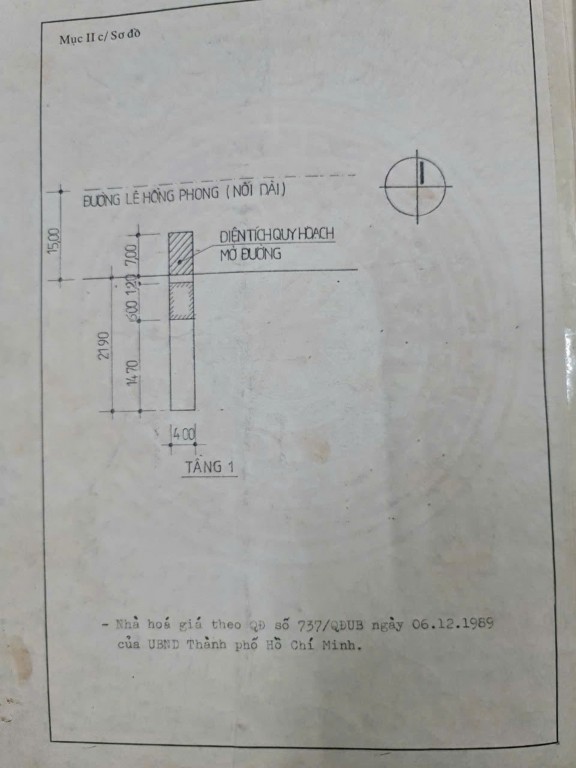 Mục II c/ Sơ đồ
ĐƯỜNG LÊ HỒNG PHONG (NỐI DÀI)
15,00
7,00
DIỆN TÍCH QUY HOẠCH
MỞ ĐƯỜNG
1.20
6.00
21.90
14.70
4.00
TẦNG 1
- Nhà hoá giá theo QĐ số 737/QĐUB ngày 06.12.1989
của UBND Thành phố Hồ Chí Minh.